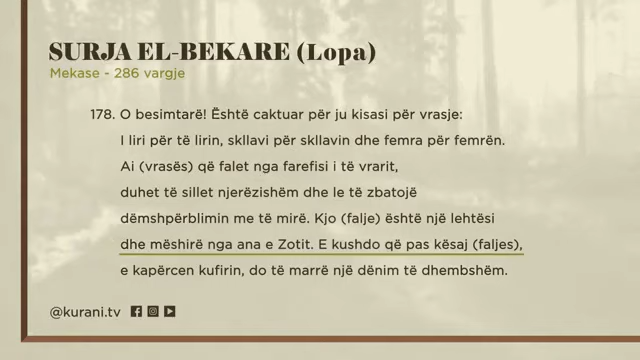 SURJA EL-BEKARE (Lopa)
Mekase - 286 vargje
178. O besimtarë! Është caktuar për ju kisasi për vrasje:
I liri për të lirin, skllavi për skllavin dhe femra për femrën.
Ai (vrasës) që falet nga farefisi i të vrarit,
duhet të sillet njerëzishëm dhe le të zbatojë
dëmshpërblimin me të mirë. Kjo (falje) është një lehtësi
dhe mëshirë nga ana e Zotit. E kushdo që pas kësaj (faljes),
e kapërcen kufirin, do të marrë një dënim të dhembshëm.
@kurani.tv